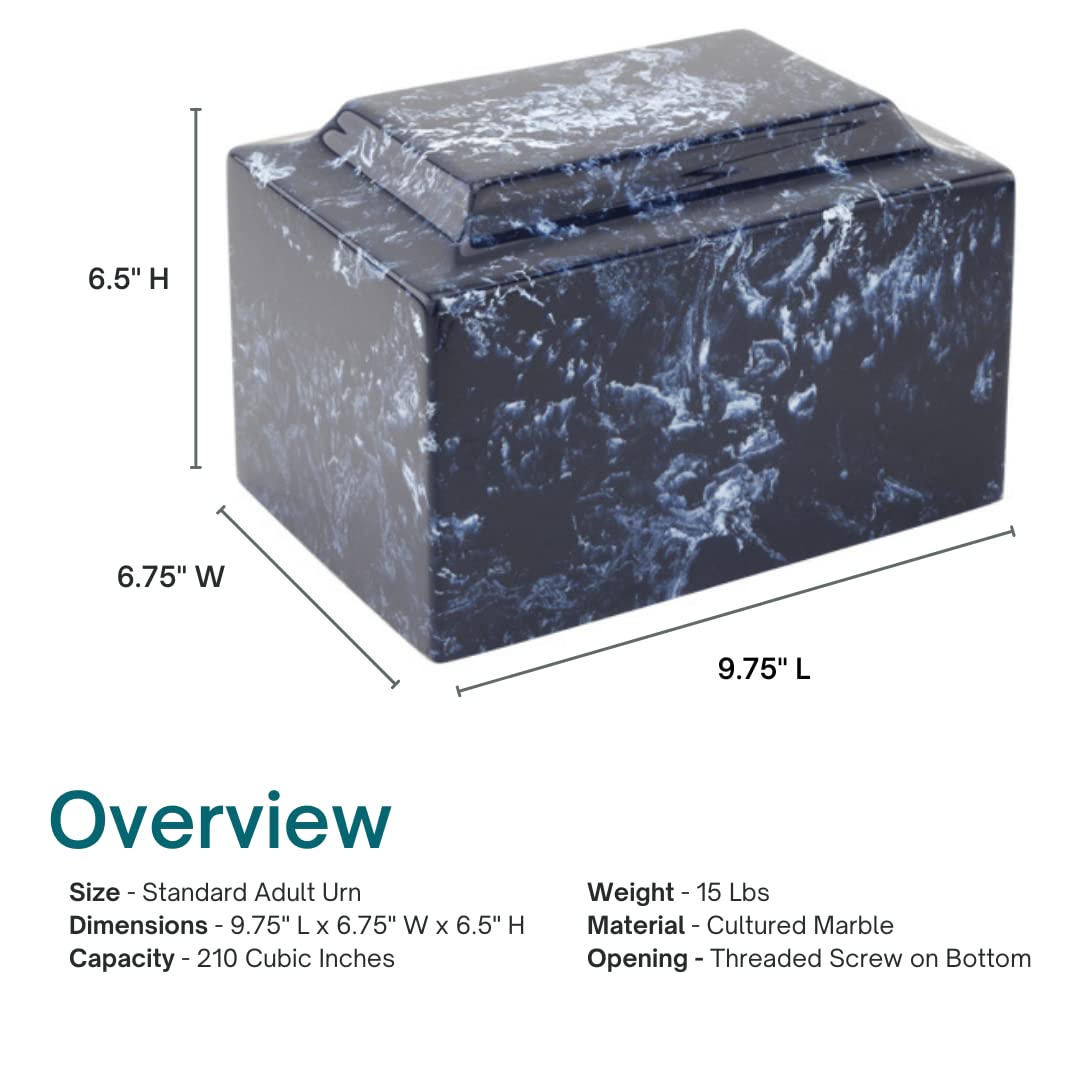 6.5" H
6.75" W
9.75" L
Overview
Size - Standard Adult Urn
Dimensions - 9.75" L x 6.75" W x 6.5" H
Capacity - 210 Cubic Inches
Weight - 15 Lbs
Material - Cultured Marble
Opening - Threaded Screw on Bottom